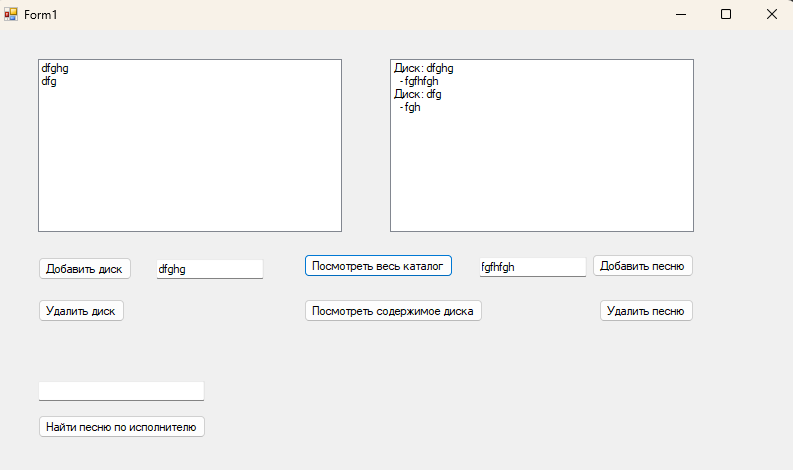 Form1
dfghg
dfg
Диск: dfghg
- fgfhfgh
Диск: dfg
- fgh
Добавить диск
dfghg
Посмотреть весь каталог
fgfhfgh
Добавить песню
Удалить диск
Посмотреть содержимое диска
Удалить песню
Найти песню по исполнителю